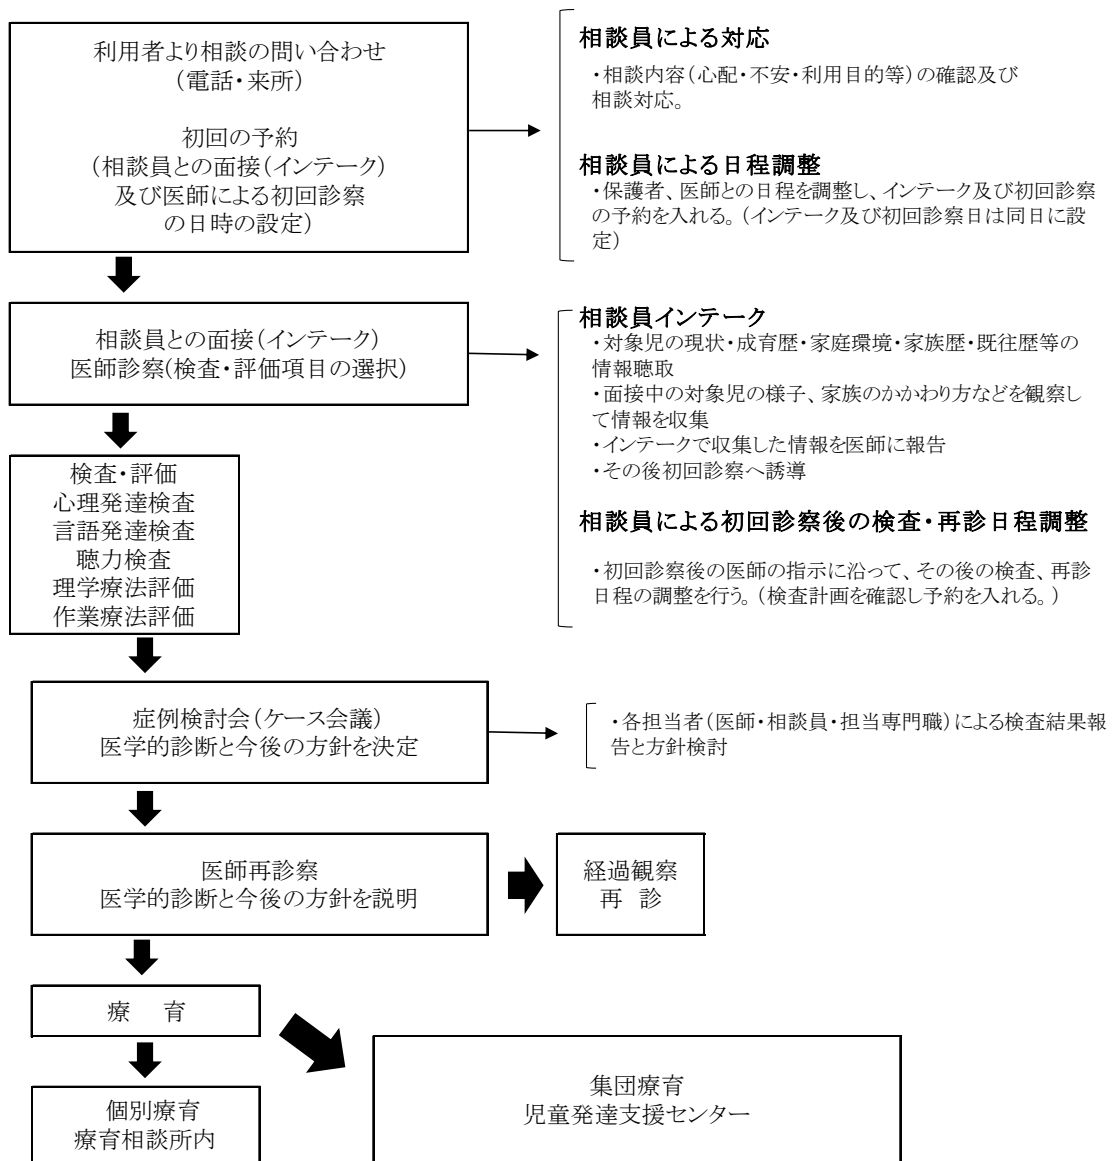 利用者より相談の問い合わせ
(電話・来所)
初回の予約
(相談員との面接(インテーク)
及び医師による初回診察
の日時の設定)
相談員による対応
・相談内容(心配・不安・利用目的等)の確認及び
相談対応。
相談員による日程調整
・保護者、医師との日程を調整し、インテーク及び初回診察
の予約を入れる。(インテーク及び初回診察日は同日に設
定)
相談員との面接(インテーク)
医師診察(検査・評価項目の選択)
相談員インテーク
・対象児の現状・成育歴・家庭環境・家族歴・既往歴等の
情報聴取
・面接中の対象児の様子、家族のかかわり方などを観察し
て情報を収集
・インテークで収集した情報を医師に報告
・その後初回診察へ誘導
相談員による初回診察後の検査・再診日程調整
・初回診察後の医師の指示に沿って、その後の検査、再診
日程の調整を行う。(検査計画を確認し予約を入れる。)
検査・評価
心理発達検査
言語発達検査
聴力検査
理学療法評価
作業療法評価
症例検討会(ケース会議)
医学的診断と今後の方針を決定
・各担当者(医師・相談員・担当専門職)による検査結果報
告と方針検討
医師再診察
医学的診断と今後の方針を説明
経過観察
再 診
療 育
個別療育
療育相談所内
集団療育
児童発達支援センター